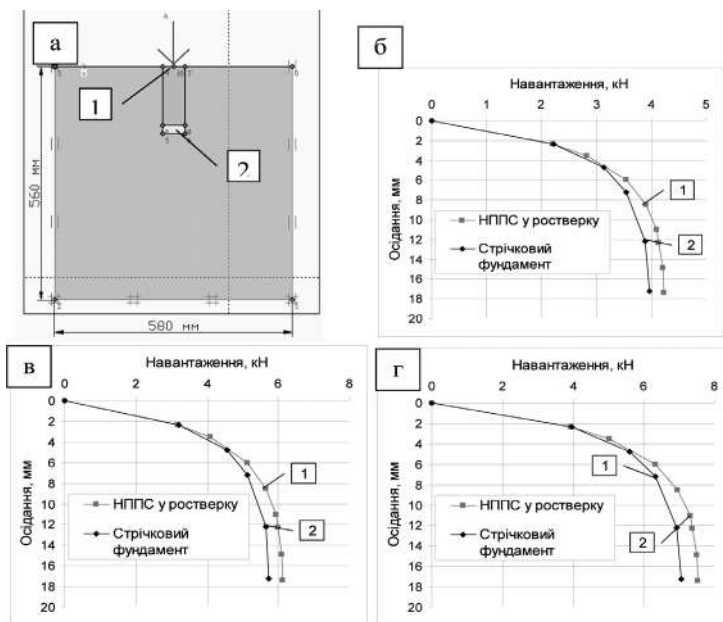 а
1
2
560 мм
580 мм
б
Навантаження, кН
0 1 2 3 4 5
Осідання, мм
0
2
4
6
8
10
12
14
16
18
20
НППС у ростверку
Стрічковий
фундамент
1
2
в
Навантаження, кН
0 2 4 6 8
Осідання, мм
0
2
4
6
8
10
12
14
16
18
20
НППС у ростверку
Стрічковий
фундамент
1
2
г
Навантаження, кН
0 2 4 6 8
Осідання, мм
0
2
4
6
8
10
12
14
16
18
20
НППС у ростверку
Стрічковий
фундамент
1
2